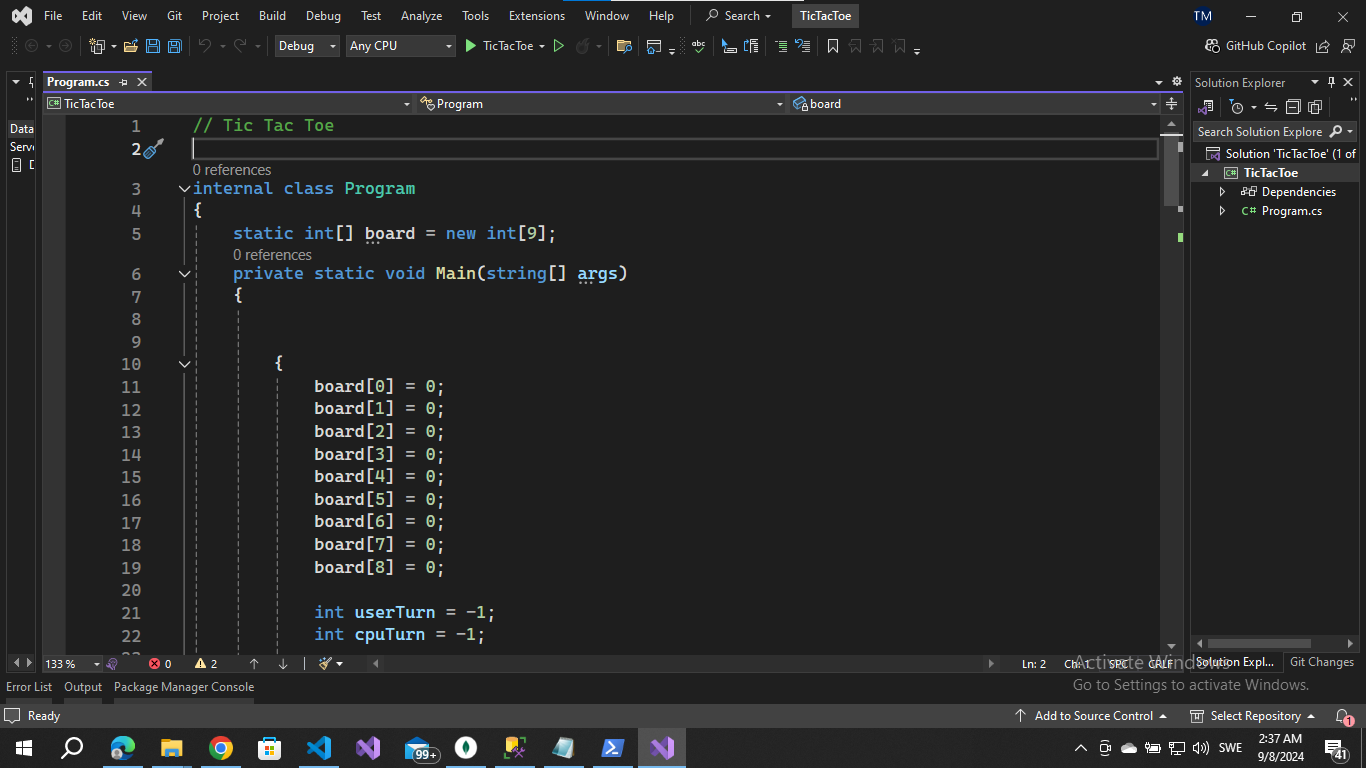 File Edit View Git Project Build Debug Test Analyze Tools Extensions Window Help Search TicTacToe TM
Debug Any CPU TicTacToe GitHub Copilot
Program.cs
Solution Explorer
TicTacToe Program board
Data
Serv
Search Solution Explore
Solution 'TicTacToe' (1 of
TicTacToe
Dependencies
C# Program.cs
1 // Tic Tac Toe
2
0 references
3 internal class Program
4 {
5 static int[] board = new int[9];
0 references
6 private static void Main(string[] args)
7 {
8
9
10 {
11 board[0] = 0;
12 board[1] = 0;
13 board[2] = 0;
14 board[3] = 0;
15 board[4] = 0;
16 board[5] = 0;
17 board[6] = 0;
18 board[7] = 0;
19 board[8] = 0;
20
21 int userTurn = -1;
22 int cpuTurn = -1;
133 % 0 2 Ln: 2 Ch: 1 SPC CRLF
Solution Expl... Git Changes
Activate Windows
Go to Settings to activate Windows.
Error List Output Package Manager Console
Ready Add to Source Control Select Repository 1
99+ SWE 2:37 AM
9/8/2024 41